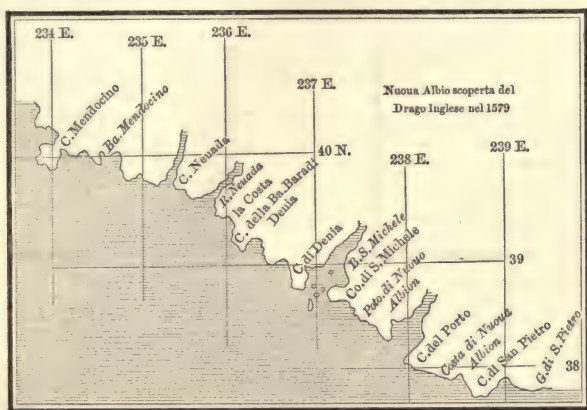 234 E.
235 E.
236 E.
237 E.
238 E.
239 E.
Nuoua Albio scoperta del
Drago Inglese nel 1579
C. Mendocino
Ba. Mendocino
C. Neuada
40 N.
R. Neuada
la Costa
C. della Ba. Baradi
Denia
C. di Denia
B. S. Michele
Co. di S. Michele
Poto. di Nuouo
Albion
39
C. del Porto
Costa di Nuoua
Albion
C. di San Pietro
G. di S. Pietro
38